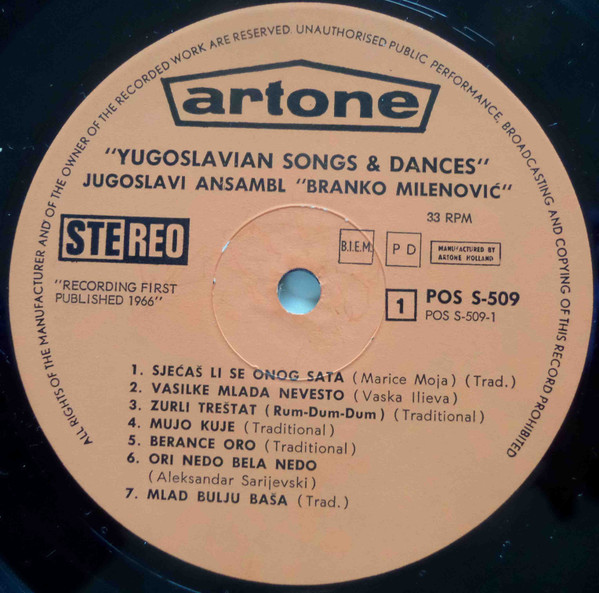 ALL RIGHTS OF THE MANUFACTURER AND OF THE OWNER OF THE RECORDED WORK ARE RESERVED. UNAUTHORISED PUBLIC PERFORMANCE, BROADCASTING AND COPYING OF THIS RECORD PROHIBITED
artone
"YUGOSLAVIAN SONGS & DANCES"
JUGOSLAVI ANSAMBL "BRANKO MILENOVIĆ"
33 RPM
STEREO
B.I.E.M.
P D
MANUFACTURED BY
ARTONE HOLLAND
"RECORDING FIRST
PUBLISHED 1966"
1
POS S-509
POS S-509-1
1. SJEĆAŠ LI SE ONOG SATA (Marice Moja) (Trad.)
2. VASILKE MLADA NEVESTO (Vaska Ilieva)
3. ZURLI TREŠTAT (Rum-Dum-Dum) (Traditional)
4. MUJO KUJE (Traditional)
5. BERANCE ORO (Traditional)
6. ORI NEDO BELA NEDO
(Aleksandar Sarijevski)
7. MLAD BULJU BAŠA (Trad.)